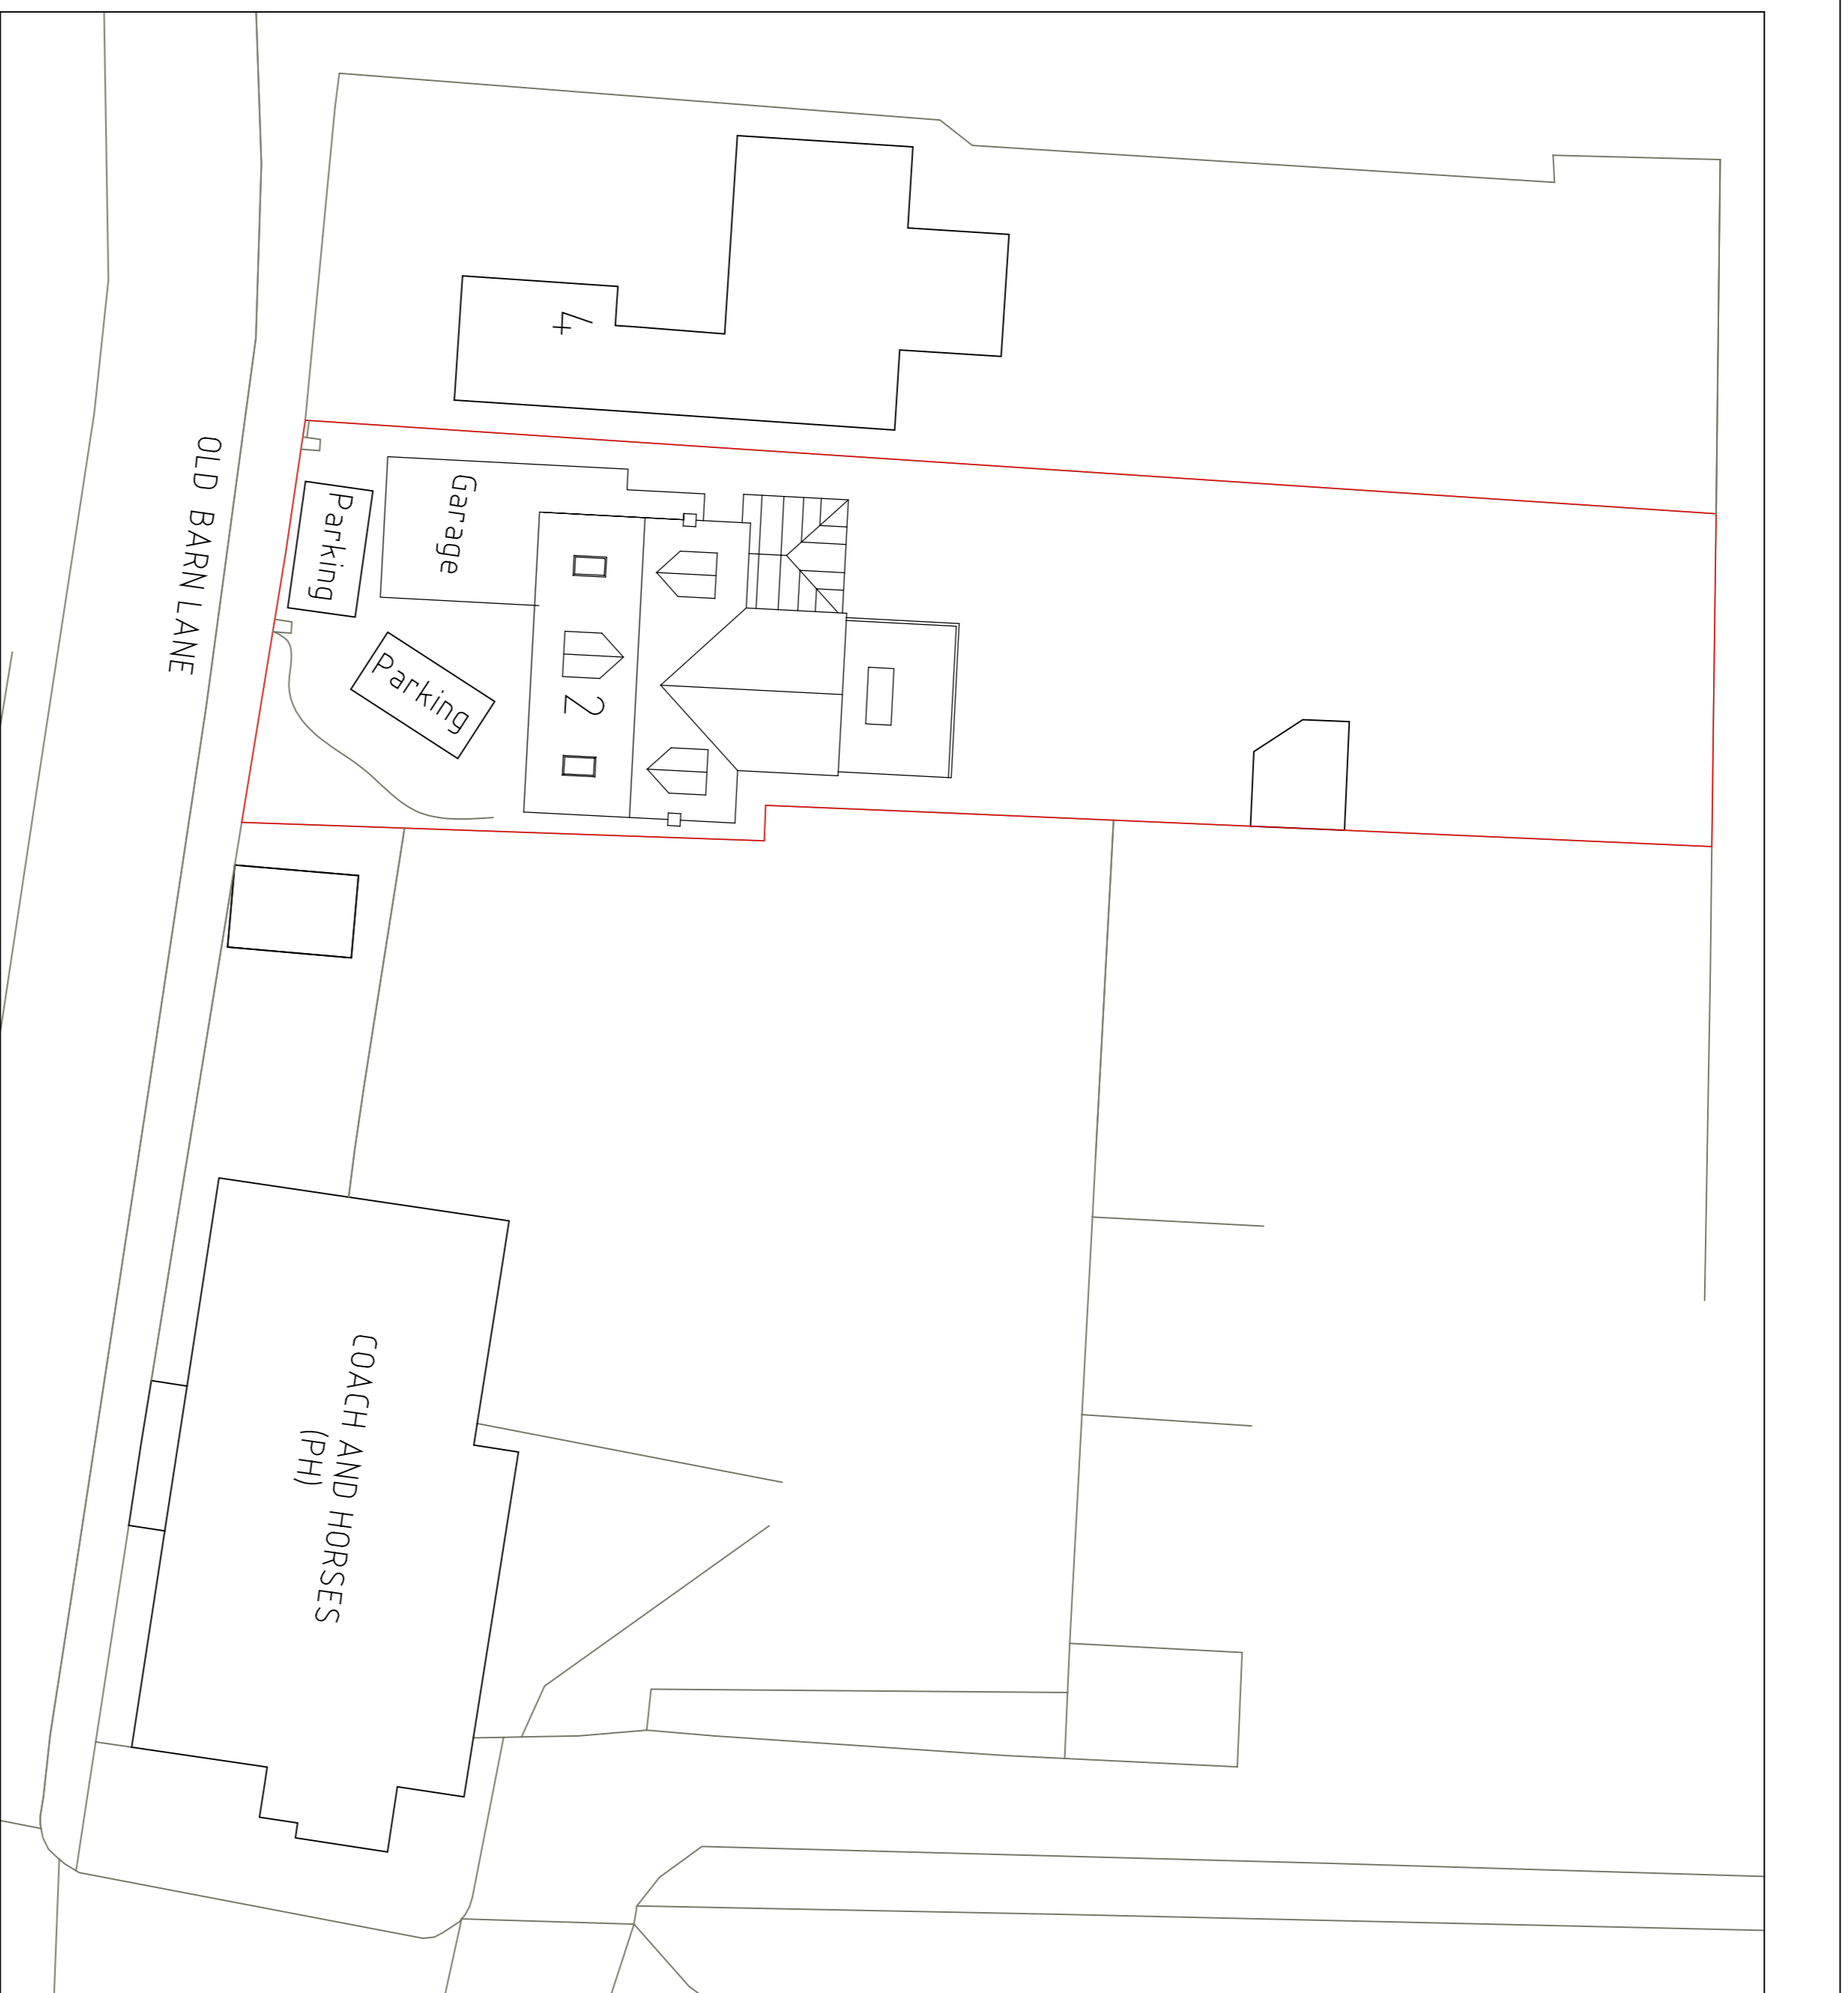 4
OLD BARN LANE
Parking
Garage
Parking
2
COACH AND HORSES
(PH)